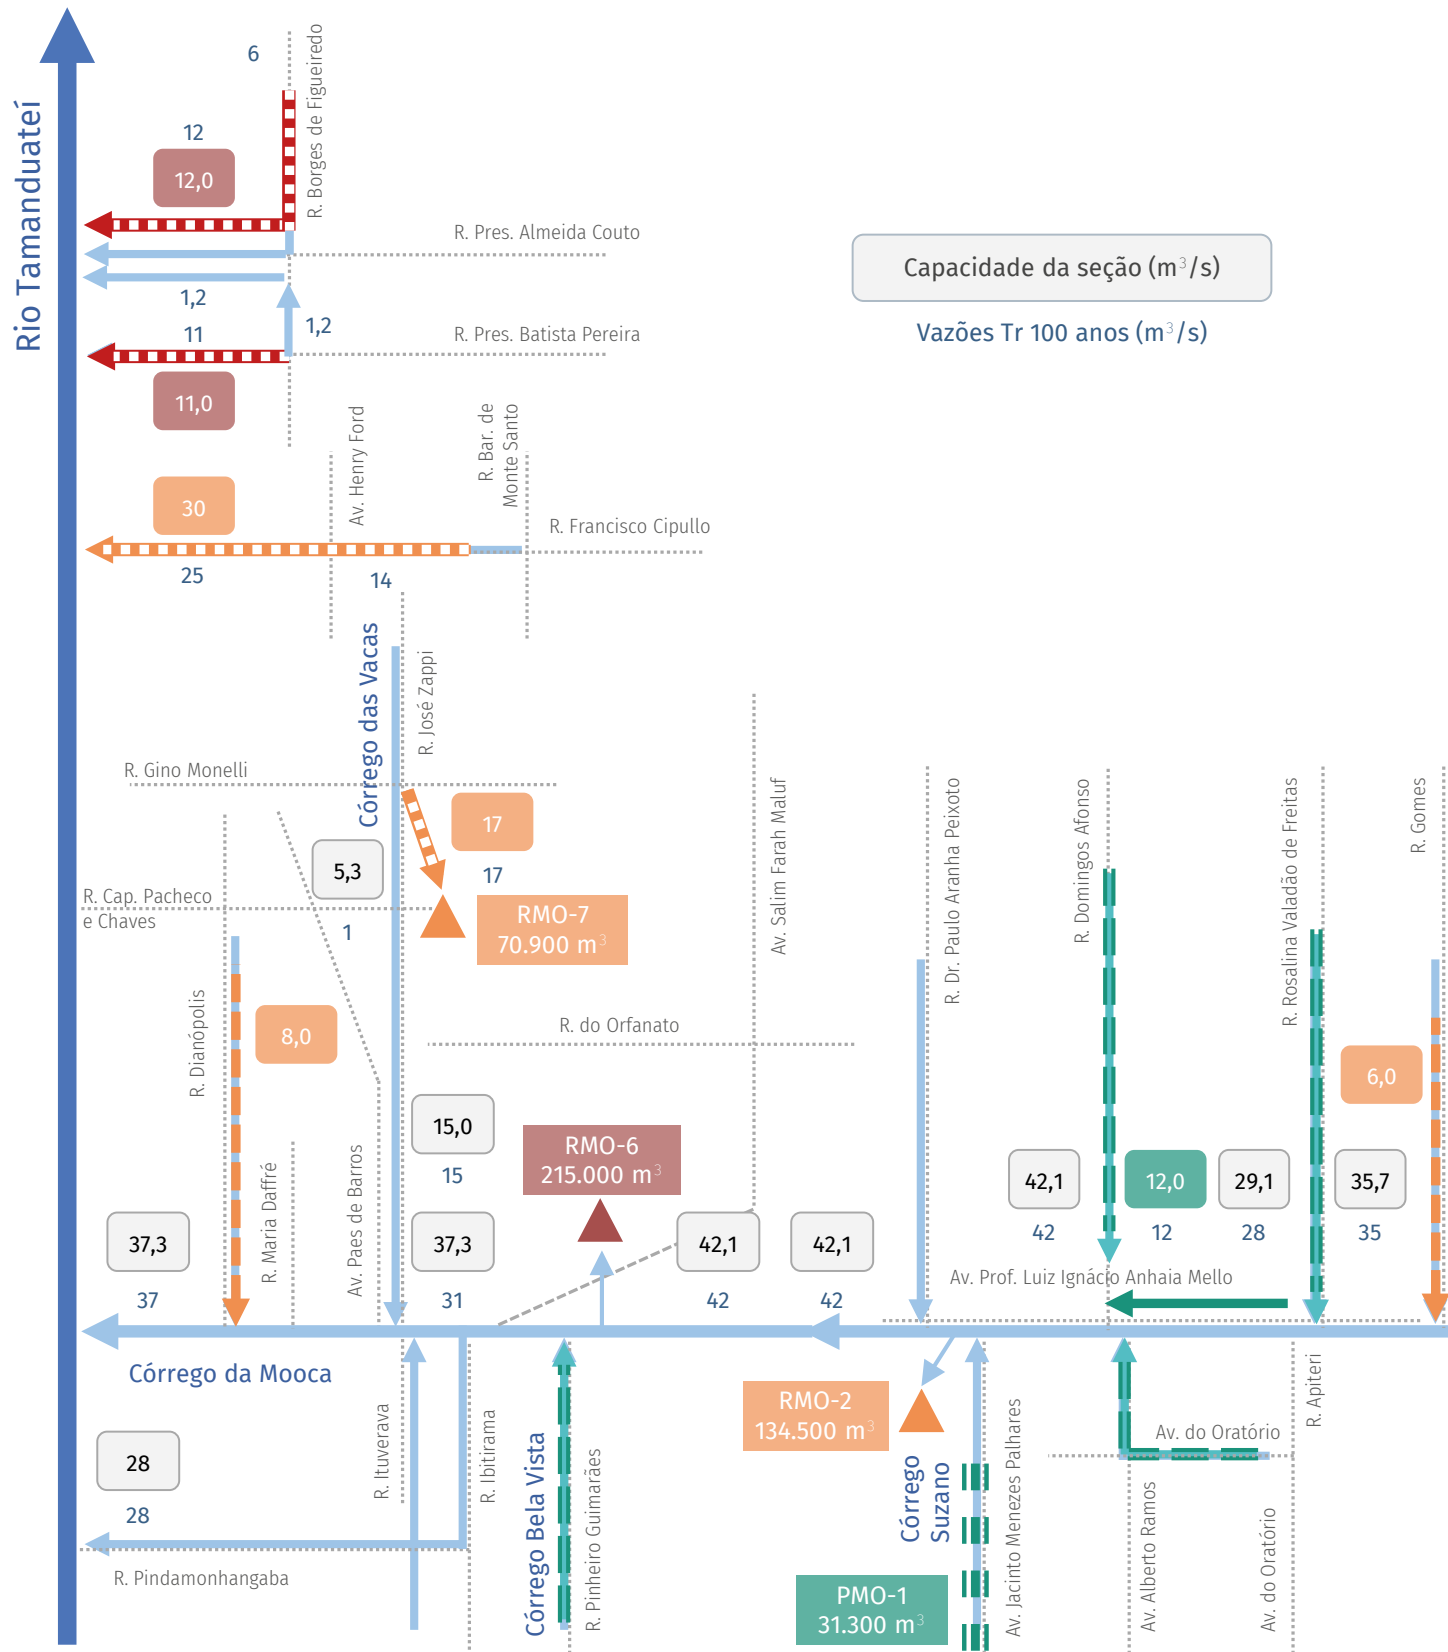 Rio Tamanduateí
6
R. Borges de Figueiredo
12
12,0
R. Pres. Almeida Couto
Capacidade da seção (m³/s)
Vazões Tr 100 anos (m³/s)
1,2
1,2
11
R. Pres. Batista Pereira
11,0
Av. Henry Ford
R. Bar. de
Monte Santo
30
R. Francisco Cipullo
25
14
Córrego das Vacas
R. José Zappi
R. Gino Monelli
17
17
5,3
1
R. Cap. Pacheco
e Chaves
RMO-7
70.900 m³
Av. Salim Farah Maluf
R. Dr. Paulo Aranha Peixoto
R. Domingos Afonso
R. Rosalina Valadão de Freitas
R. Gomes
R. Dianópolis
8,0
R. do Orfanato
6,0
R. Maria Daffré
Av. Paes de Barros
15,0
15
RMO-6
215.000 m³
42,1
42
12,0
12
29,1
28
35,7
35
37,3
37
37,3
31
42,1
42
42,1
42
Av. Prof. Luiz Ignácio Anhaia Mello
Córrego da Mooca
R. Ituverava
R. Ibitirama
Córrego Bela Vista
R. Pinheiro Guimarães
RMO-2
134.500 m³
Córrego
Suzano
Av. Jacinto Menezes Palhares
Av. do Oratório
R. Apiteri
Av. Alberto Ramos
Av. do Oratório
28
28
R. Pindamonhangaba
PMO-1
31.300 m³